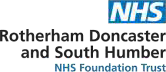 NHS
Rotherham Doncaster
and South Humber
NHS Foundation Trust